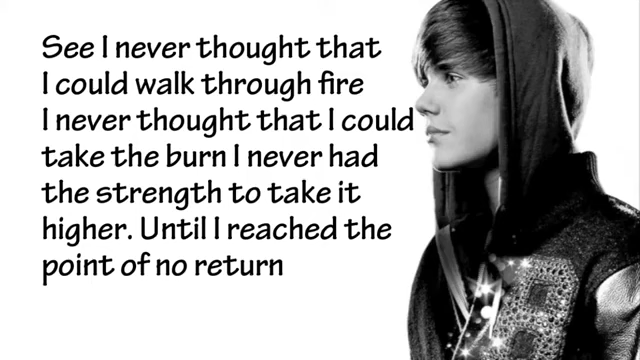 See I never thought that
I could walk through fire
I never thought that I could
take the burn I never had
the strength to take it
higher. Until I reached the
point of no return